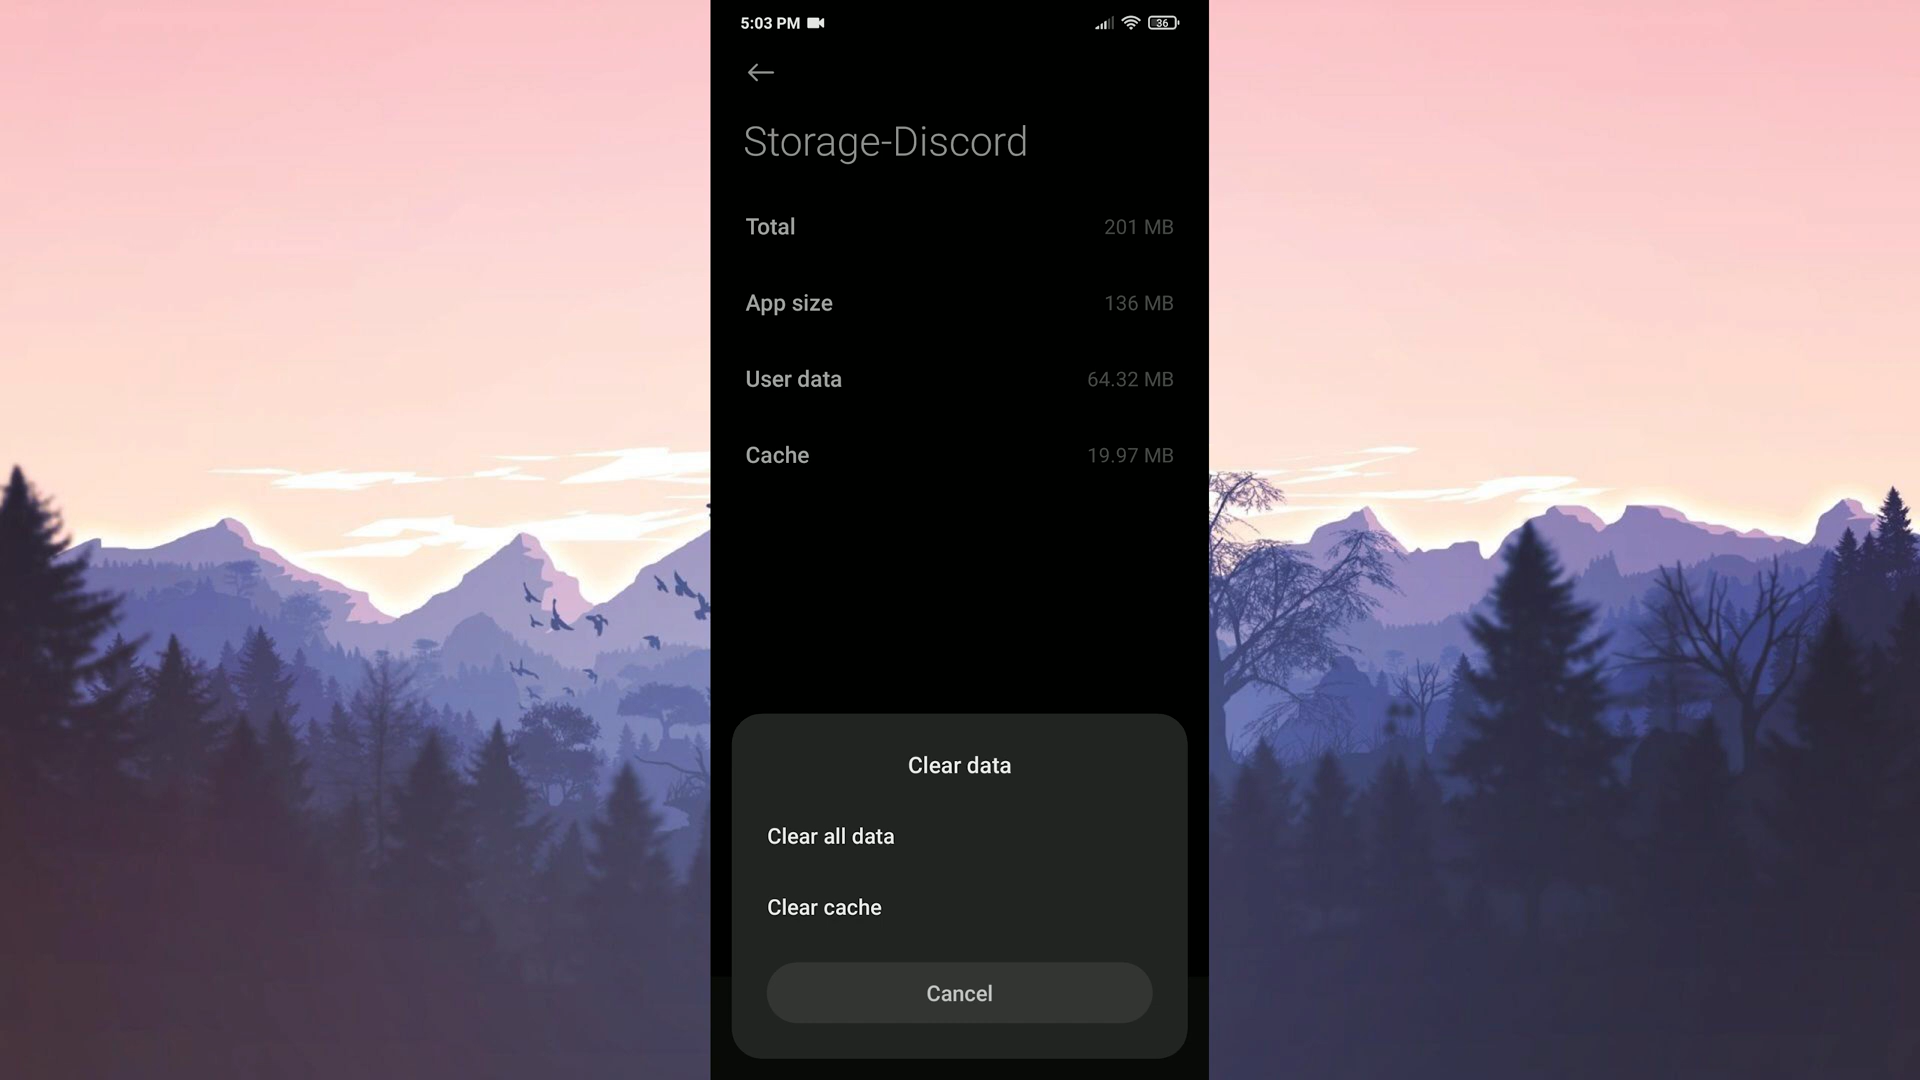 5:03 PM 36
Storage-Discord
Total 201 MB
App size 136 MB
User data 64.32 MB
Cache 19.97 MB
Clear data
Clear all data
Clear cache
Cancel